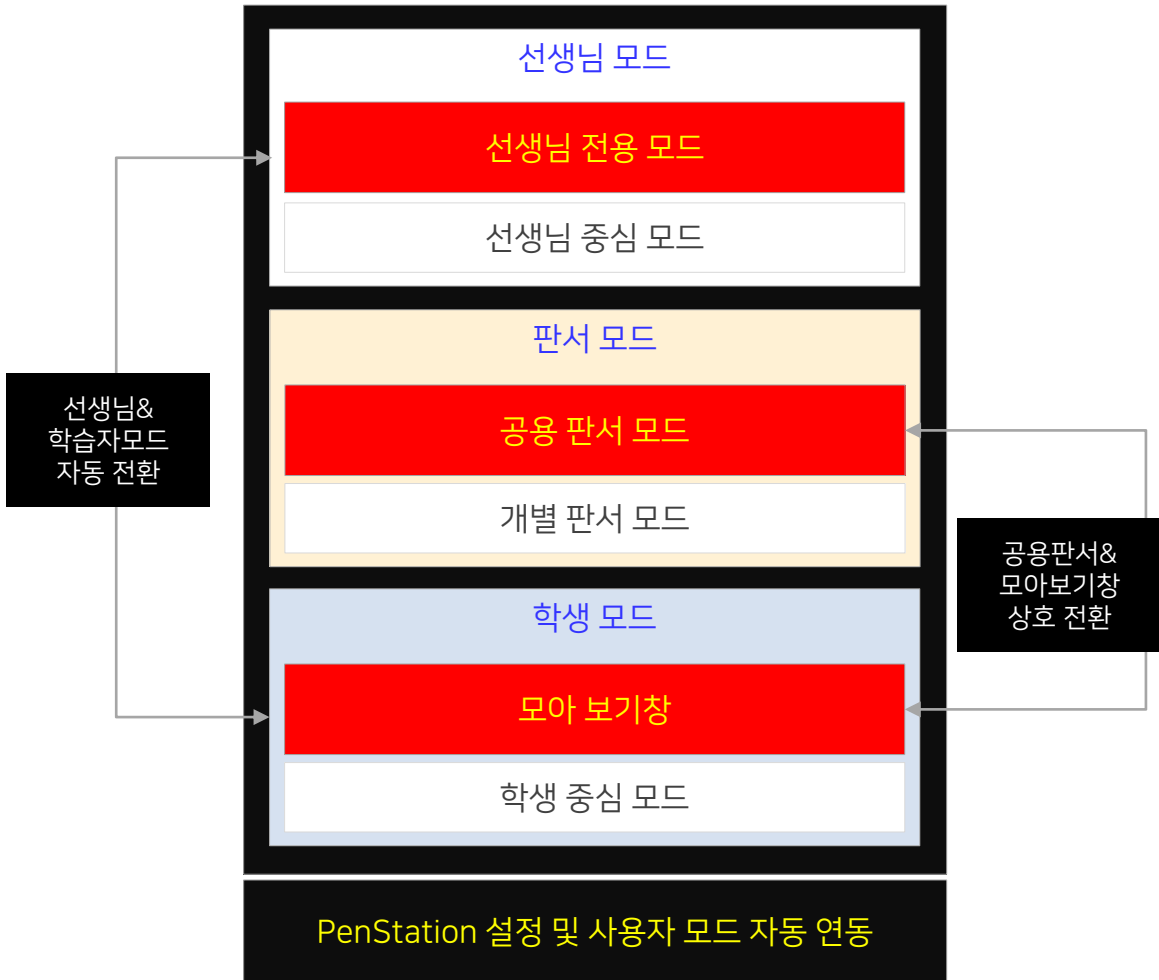 선생님 모드
선생님 전용 모드
선생님 중심 모드
판서 모드
공용 판서 모드
개별 판서 모드
선생님&
학습자모드
자동 전환
공용판서&
모아보기창
상호 전환
학생 모드
모아 보기창
학생 중심 모드
PenStation 설정 및 사용자 모드 자동 연동